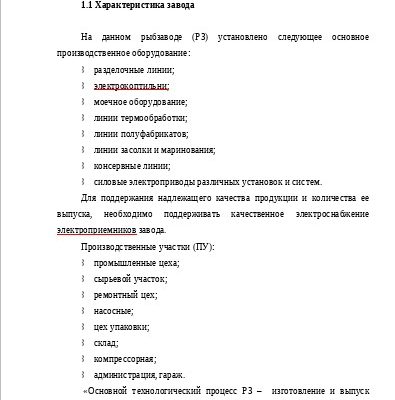 1.1 Характеристика завода
На данном рыбзаводе (РЗ) установлено следующее основное
производственное оборудование:
разделочные линии;
электрокоптильни;
моечное оборудование;
линии термообработки;
линии полуфабрикатов;
линии засолки и маринования;
консервные линии;
силовые электроприводы различных установок и систем.
Для поддержания надлежащего качества продукции и количества ее
выпуска, необходимо поддерживать качественное электроснабжение
электроприемников завода.
Производственные участки (ПУ):
промышленные цеха;
сырьевой участок;
ремонтный цех;
насосные;
цех упаковки;
склад;
компрессорная;
администрация, гараж.
«Основной технологический процесс РЗ – изготовление и выпуск